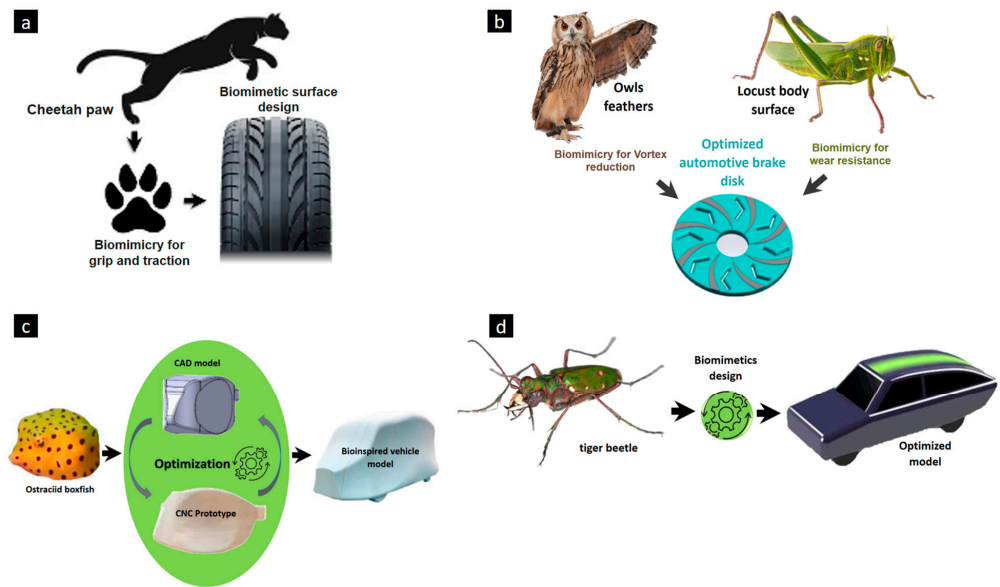 a
Cheetah paw
Biomimetic surface
design
Biomimicry for
grip and traction
b
Owls
feathers
Locust body
surface
Biomimicry for Vortex
reduction
Optimized
automotive brake
disk
Biomimicry for
wear resistance
c
CAD model
Optimization
CNC Prototype
Ostraciid boxfish
Bioinspired vehicle
model
d
tiger beetle
Biomimetics
design
Optimized
model